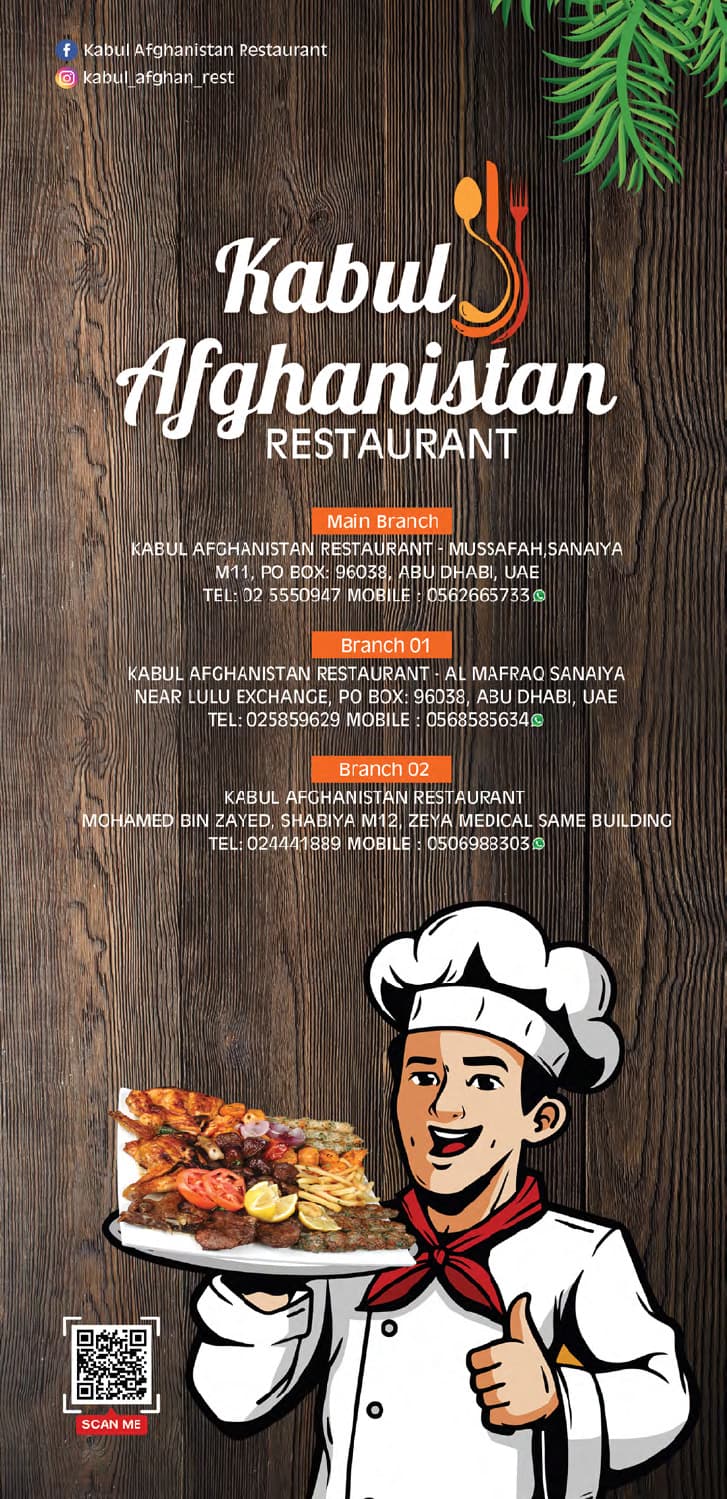 Kabul Afghanistan Restaurant
kabul_afghan_rest
Kabul
Afghanistan
RESTAURANT
Main Branch
KABUL AFGHANISTAN RESTAURANT - MUSSAFAH,SANAIYA
M11, PO BOX: 96038, ABU DHABI, UAE
TEL: 02 5550947 MOBILE : 0562665733
Branch 01
KABUL AFGHANISTAN RESTAURANT - AL MAFRAQ SANAIYA
NEAR LULU EXCHANGE, PO BOX: 96038, ABU DHABI, UAE
TEL: 025859629 MOBILE : 0568585634
Branch 02
KABUL AFGHANISTAN RESTAURANT
MOHAMED BIN ZAYED, SHABIYA M12, ZEYA MEDICAL SAME BUILDING
TEL: 024441889 MOBILE : 0506988303
SCAN ME